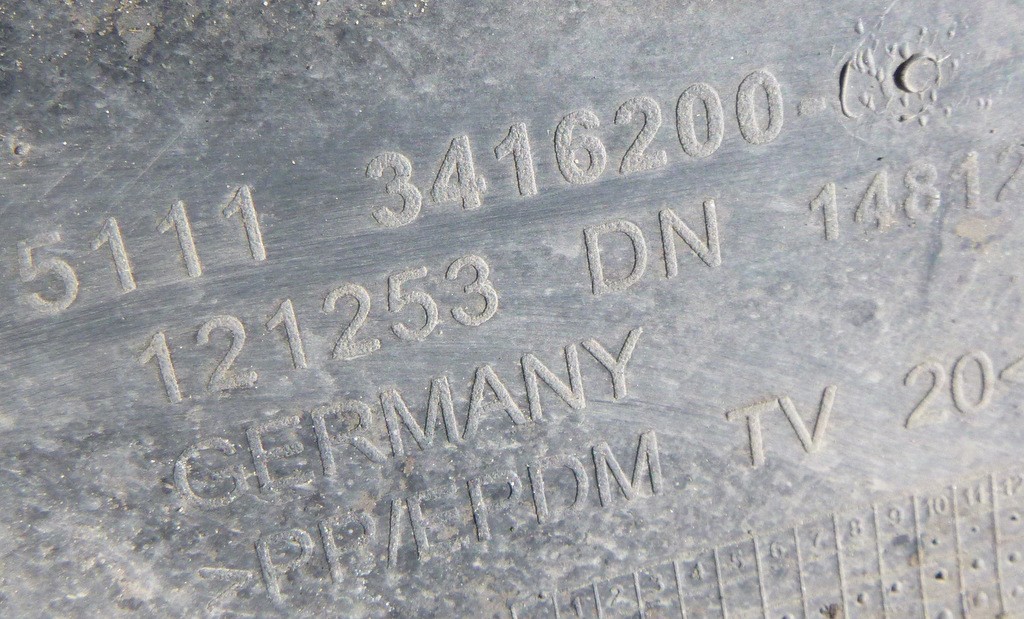 5111 3416200-
121253 DN 14812
GERMANY
>PP/EPDM TV 20<
1 2 3 4 5 6 7 8 9 10 11 12